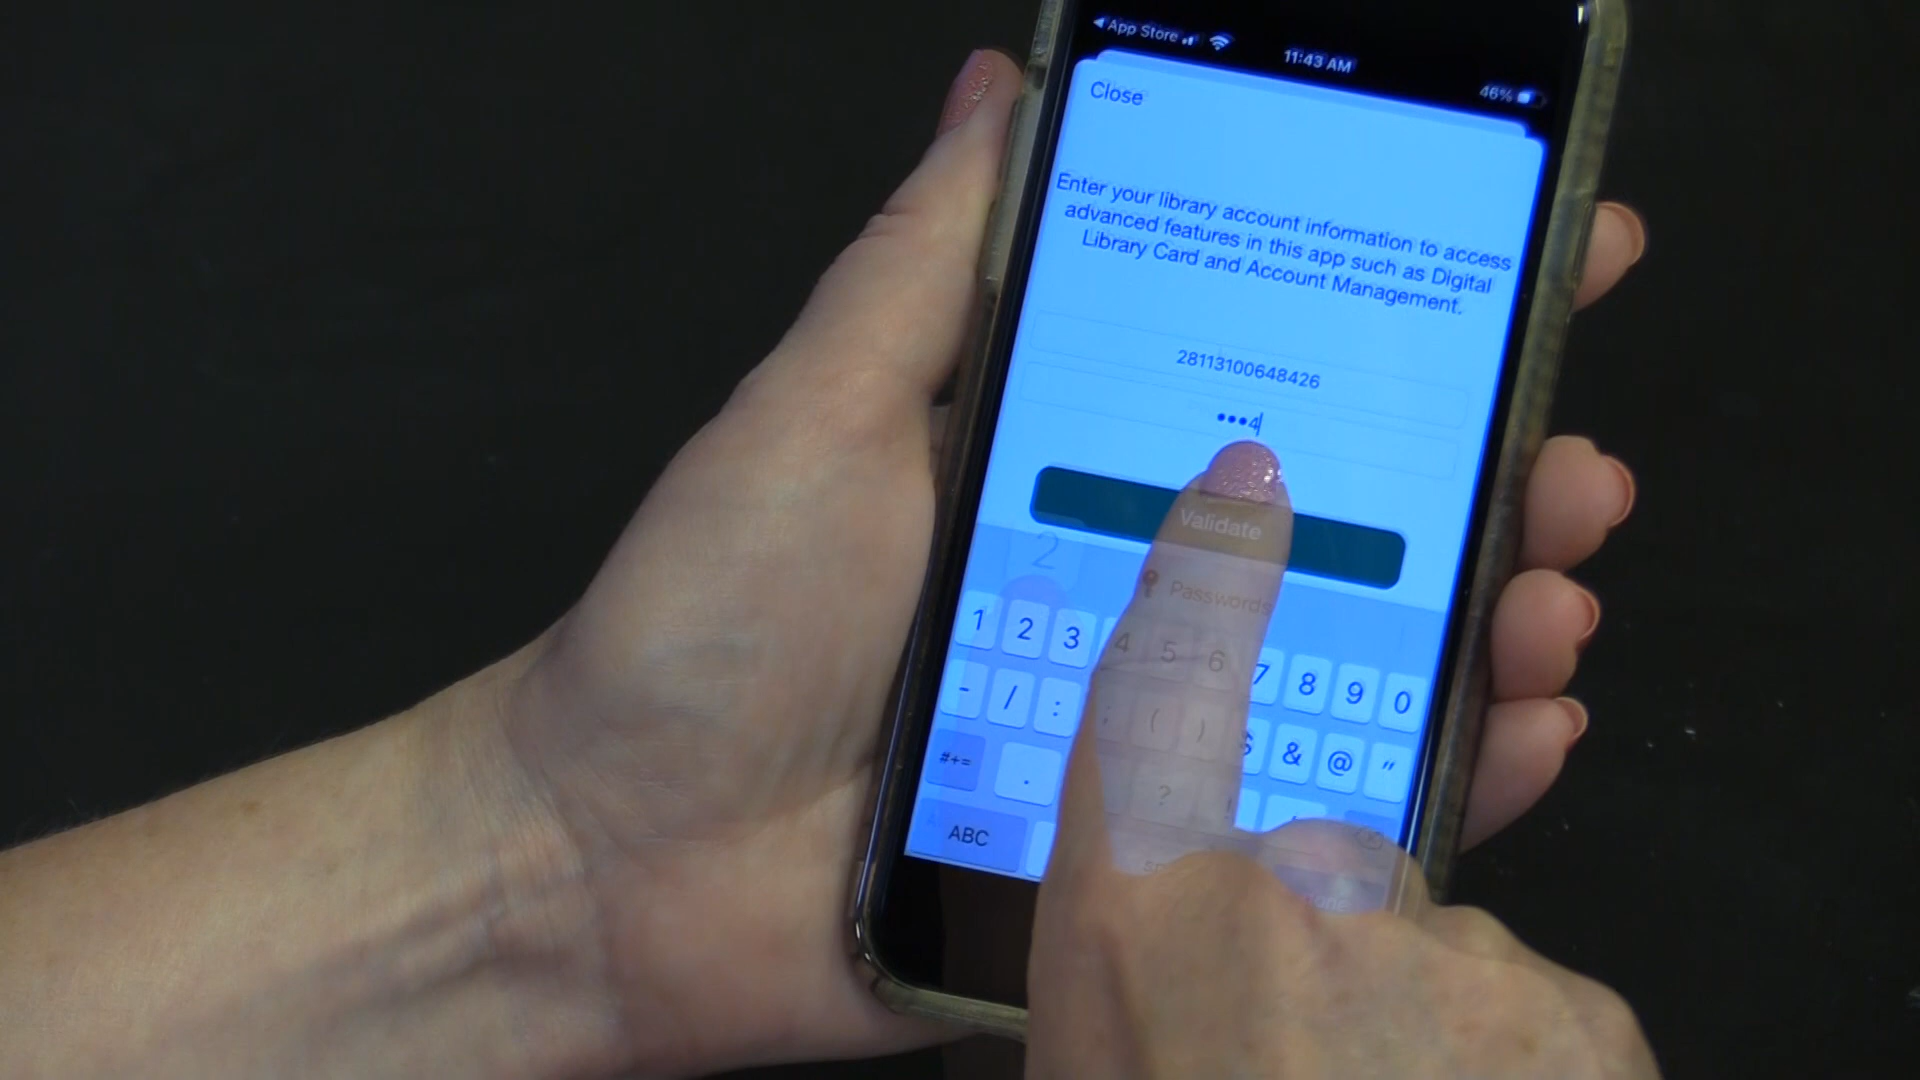 App Store
11:43 AM
46%
Close
Enter your library account information to access
advanced features in this app such as Digital
Library Card and Account Management.
28113100648426
•••4
Validate
2
Passwords
1 2 3 4 5 6 7 8 9 0
- / : ; ( ) $ & @ "
#+= . ?
ABC